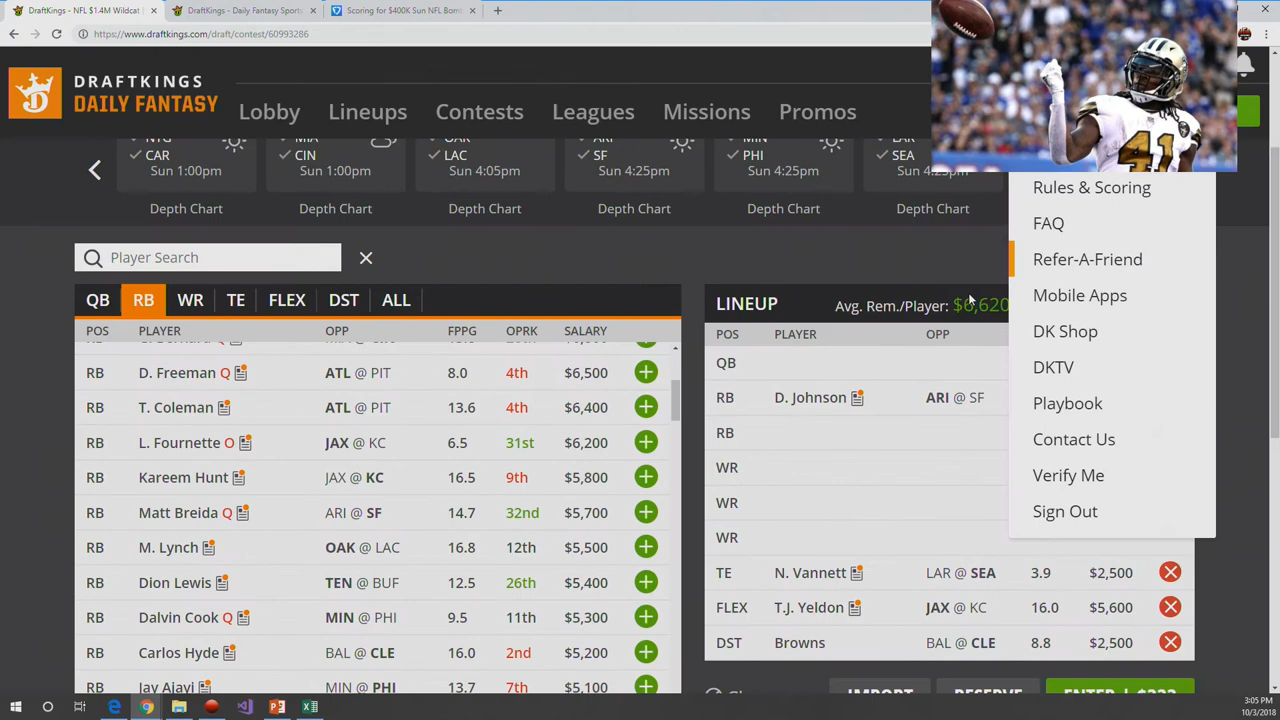 DraftKings - NFL $1.4M Wildcat
DraftKings - Daily Fantasy Sports
Scoring for $400K Sun NFL Bomb
https://www.draftkings.com/draft/contest/60993286
DRAFTKINGS
DAILY FANTASY
Lobby Lineups Contests Leagues Missions Promos
CAR
Sun 1:00pm
CIN
Sun 1:00pm
LAC
Sun 4:05pm
SF
Sun 4:25pm
PHI
Sun 4:25pm
SEA
Sun 4:25pm
Depth Chart Depth Chart Depth Chart Depth Chart Depth Chart Depth Chart
41
Rules & Scoring
FAQ
Refer-A-Friend
Mobile Apps
DK Shop
DKTV
Playbook
Contact Us
Verify Me
Sign Out
Player Search
QB RB WR TE FLEX DST ALL
POS PLAYER OPP FPPG OPRK SALARY
RB D. Freeman Q ATL @ PIT 8.0 4th $6,500
RB T. Coleman ATL @ PIT 13.6 4th $6,400
RB L. Fournette O JAX @ KC 6.5 31st $6,200
RB Kareem Hunt JAX @ KC 16.5 9th $5,800
RB Matt Breida Q ARI @ SF 14.7 32nd $5,700
RB M. Lynch OAK @ LAC 16.8 12th $5,500
RB Dion Lewis TEN @ BUF 12.5 26th $5,400
RB Dalvin Cook Q MIN @ PHI 9.5 11th $5,300
RB Carlos Hyde BAL @ CLE 16.0 2nd $5,200
RB Jay Ajayi MIN @ PHI 13.7 7th $5,100
LINEUP Avg. Rem./Player: $6,620
POS PLAYER OPP
QB
RB D. Johnson ARI @ SF
RB
WR
WR
WR
TE N. Vannett LAR @ SEA 3.9 $2,500
FLEX T.J. Yeldon JAX @ KC 16.0 $5,600
DST Browns BAL @ CLE 8.8 $2,500
IMPORT RESERVE ENTER | $333
3:05 PM
10/3/2018